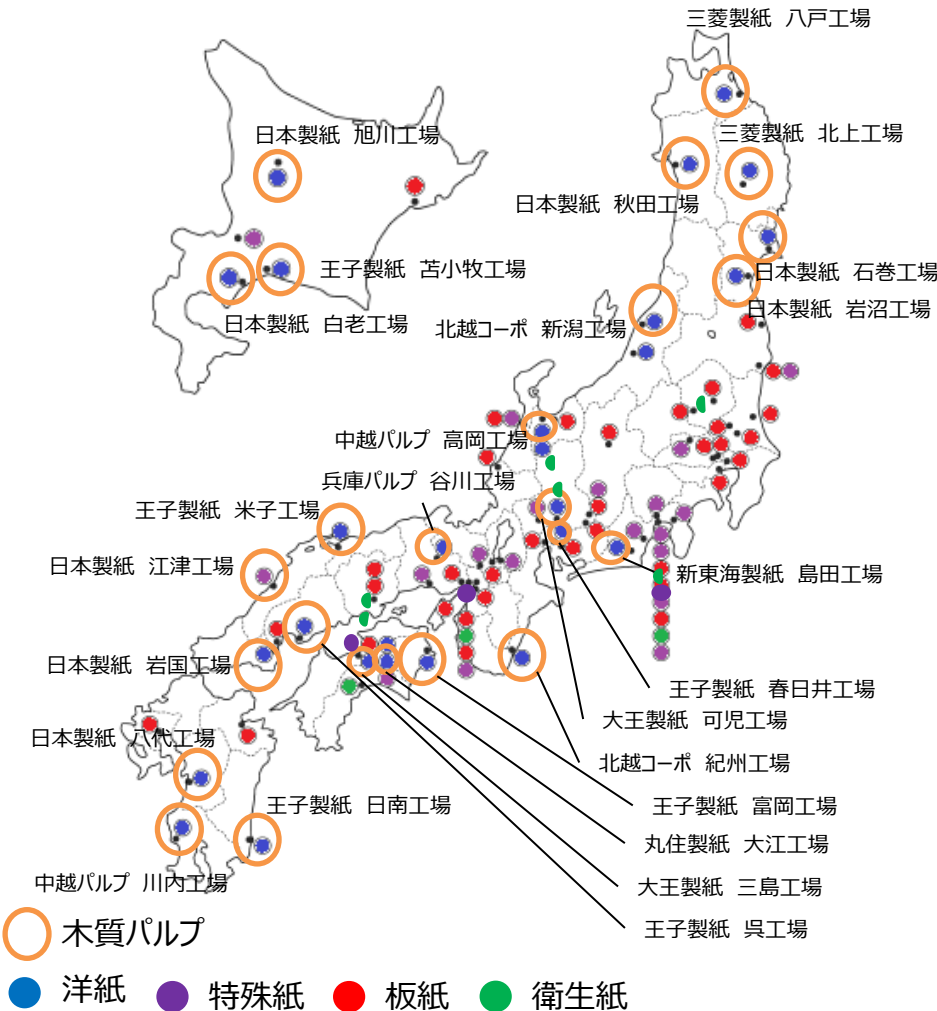 三菱製紙 八戸工場
日本製紙 旭川工場
三菱製紙 北上工場
日本製紙 秋田工場
王子製紙 苫小牧工場
日本製紙 石巻工場
日本製紙 岩沼工場
日本製紙 白老工場
北越コーポ 新潟工場
中越パルプ 高岡工場
兵庫パルプ 谷川工場
王子製紙 米子工場
日本製紙 江津工場
新東海製紙 島田工場
日本製紙 岩国工場
王子製紙 春日井工場
大王製紙 可児工場
日本製紙 八代工場
北越コーポ 紀州工場
王子製紙 日南工場
王子製紙 富岡工場
丸住製紙 大江工場
中越パルプ 川内工場
大王製紙 三島工場
王子製紙 呉工場
木質パルプ
洋紙 特殊紙 板紙 衛生紙